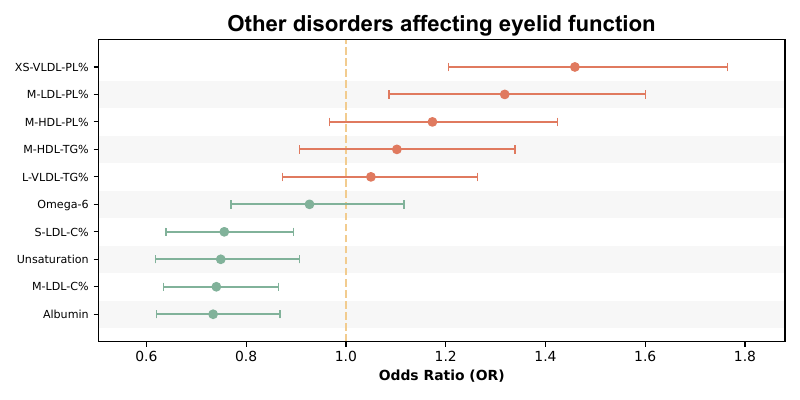 Other disorders affecting eyelid function
XS-VLDL-PL%
M-LDL-PL%
M-HDL-PL%
M-HDL-TG%
L-VLDL-TG%
Omega-6
S-LDL-C%
Unsaturation
M-LDL-C%
Albumin
0.6 0.8 1.0 1.2 1.4 1.6 1.8
Odds Ratio (OR)